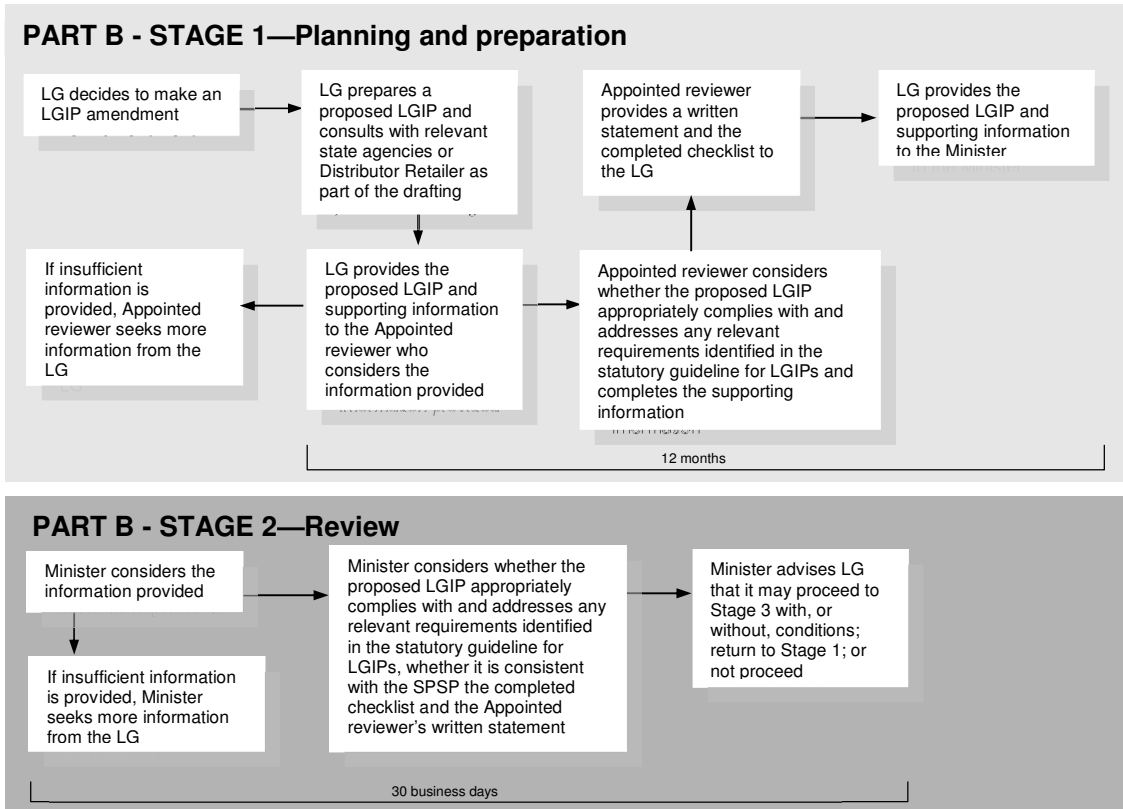 PART B - STAGE 1—Planning and preparation
LG decides to make an
LGIP amendment
LG prepares a
proposed LGIP and
consults with relevant
state agencies or
Distributor Retailer as
part of the drafting
Appointed reviewer
provides a written
statement and the
completed checklist to
the LG
LG provides the
proposed LGIP and
supporting information
to the Minister
If insufficient
information is
provided, Appointed
reviewer seeks more
information from the
LG
LG provides the
proposed LGIP and
supporting information
to the Appointed
reviewer who
considers the
information provided
Appointed reviewer considers
whether the proposed LGIP
appropriately complies with and
addresses any relevant
requirements identified in the
statutory guideline for LGIPs and
completes the supporting
information
12 months
PART B - STAGE 2—Review
Minister considers the
information provided
Minister considers whether the
proposed LGIP appropriately
complies with and addresses any
relevant requirements identified
in the statutory guideline for
LGIPs, whether it is consistent
with the SPSP the completed
checklist and the Appointed
reviewer's written statement
Minister advises LG
that it may proceed to
Stage 3 with, or
without, conditions;
return to Stage 1; or
not proceed
If insufficient information
is provided, Minister
seeks more information
from the LG
30 business days